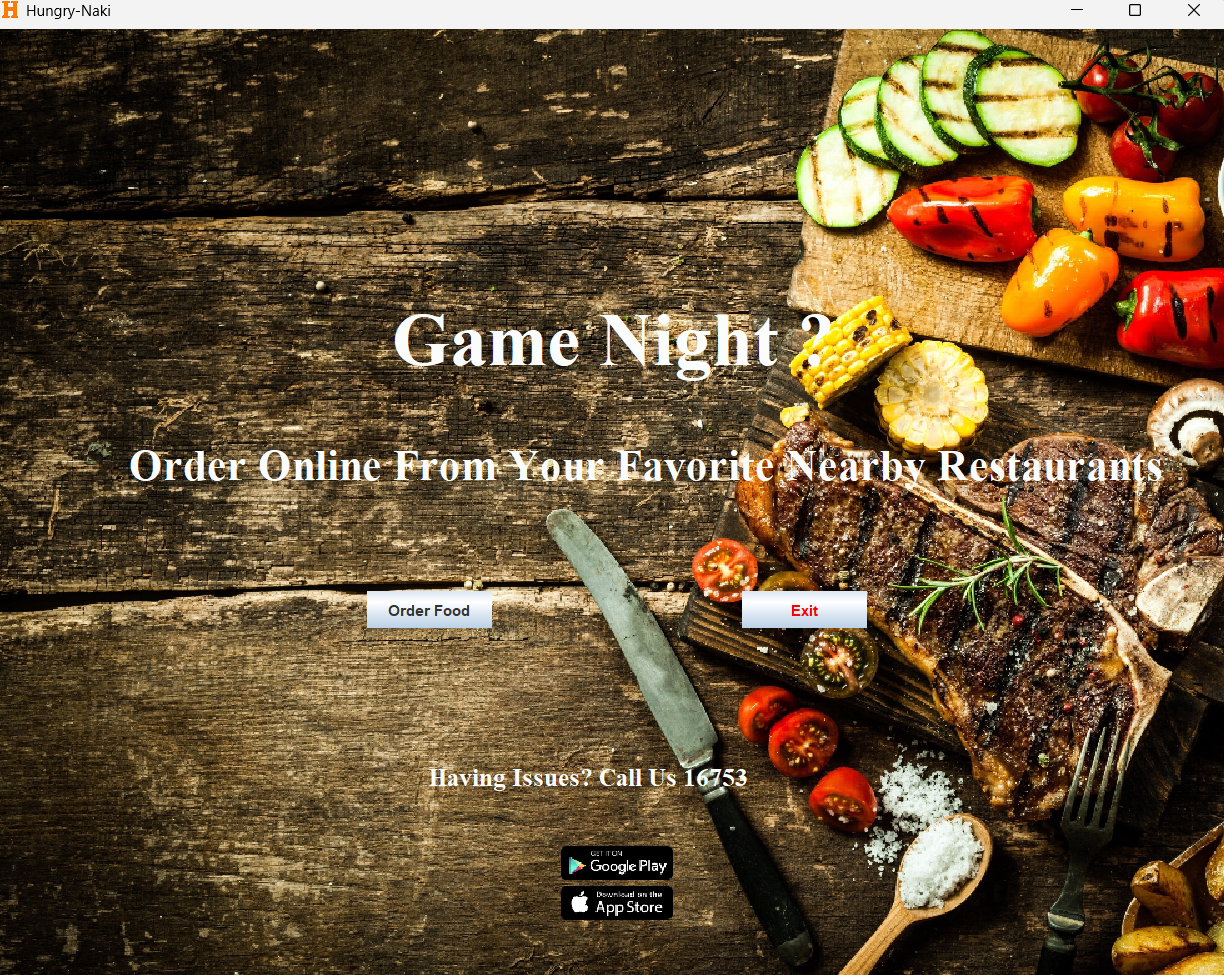 H Hungry-Naki
Game Night ?
Order Online From Your Favorite Nearby Restaurants
Order Food
Exit
Having Issues? Call Us 16753
GET IT ON
Google Play
Download on the
App Store